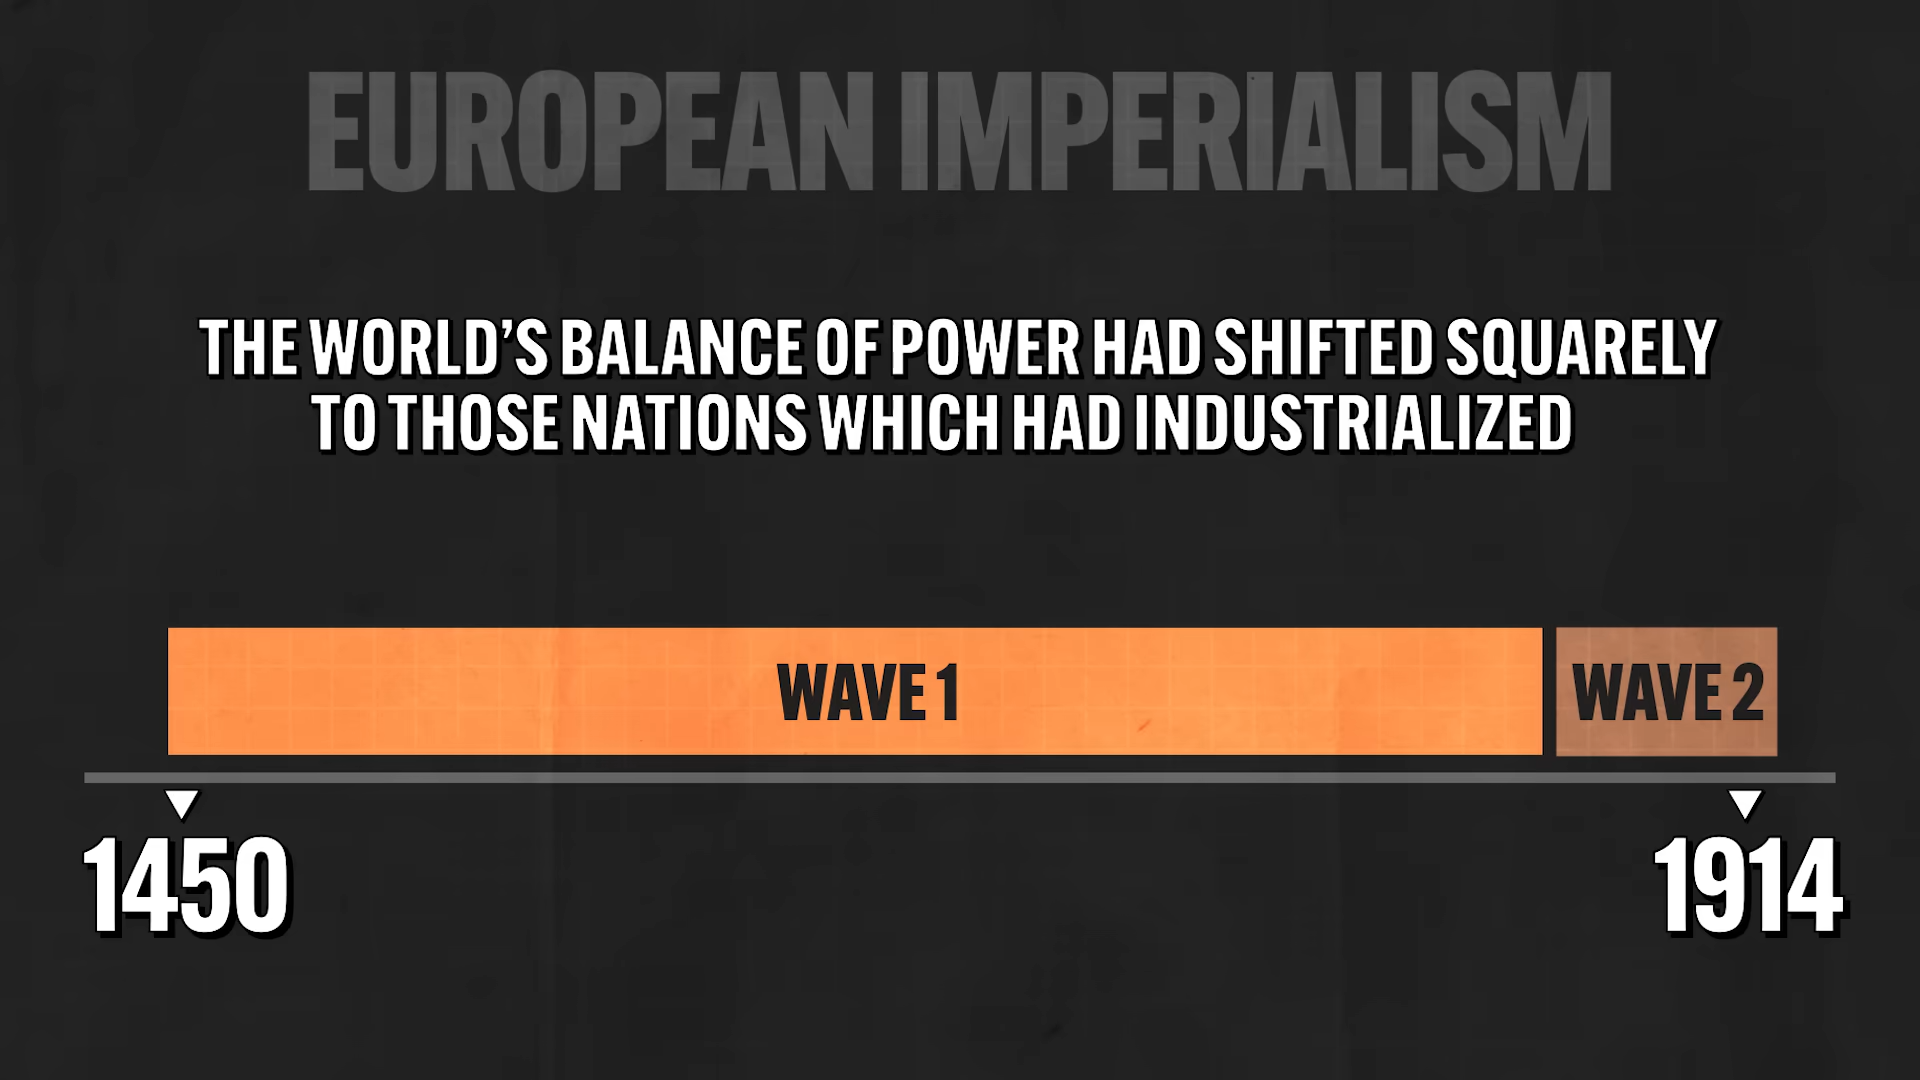 EUROPEAN IMPERIALISM
THE WORLD’S BALANCE OF POWER HAD SHIFTED SQUARELY
TO THOSE NATIONS WHICH HAD INDUSTRIALIZED
WAVE 1
WAVE 2
1450
1914